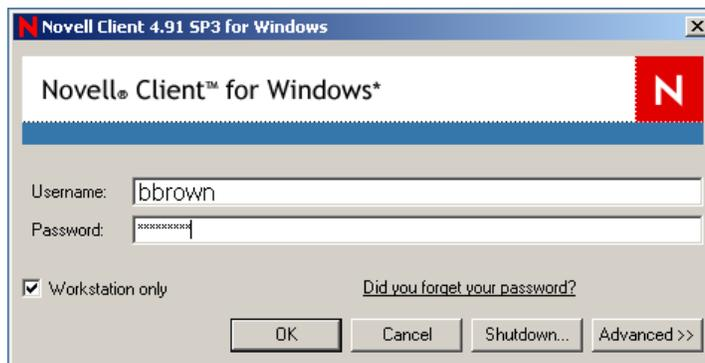 N Novell Client 4.91 SP3 for Windows
Novell® Client™ for Windows*
N
Username: bbrown
Password: *********
Workstation only
Did you forget your password?
OK Cancel Shutdown... Advanced >>